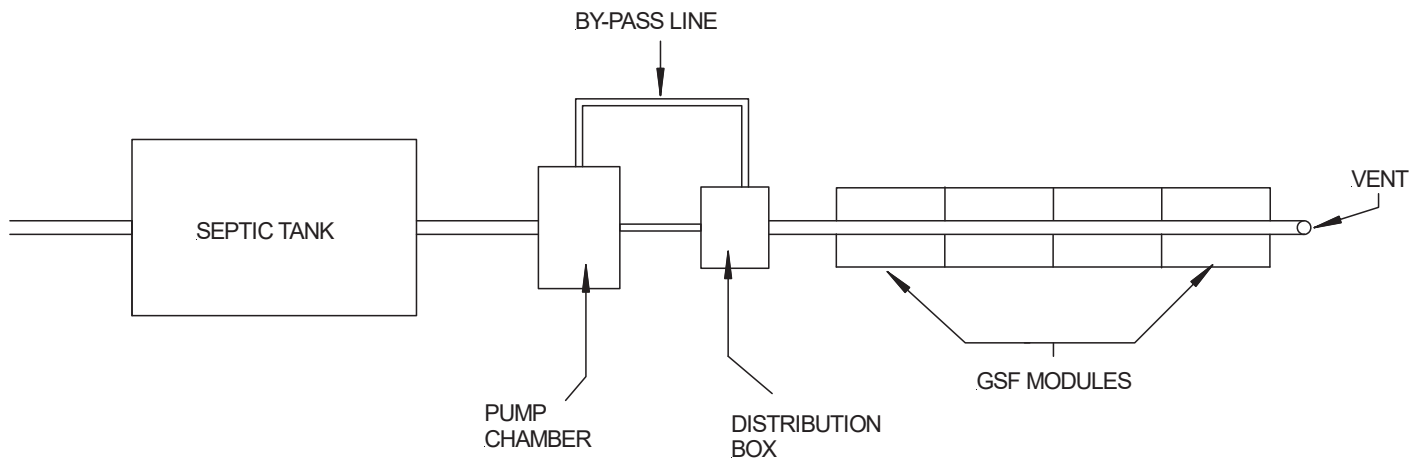 BY-PASS LINE
VENT
SEPTIC TANK
GSF MODULES
PUMP
CHAMBER
DISTRIBUTION
BOX